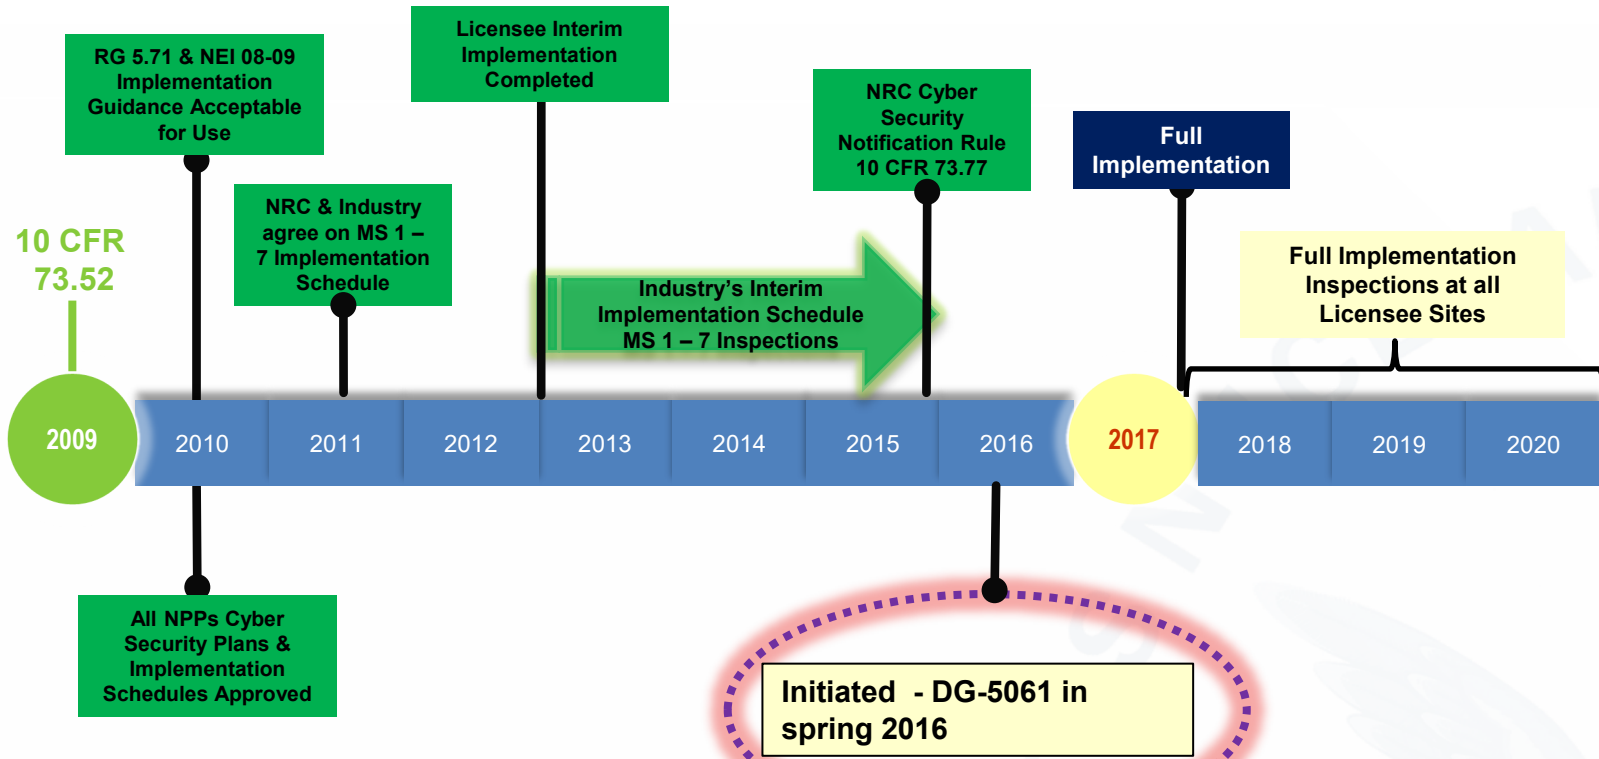 Licensee Interim
Implementation
Completed
RG 5.71 & NEI 08-09
Implementation
Guidance Acceptable
for Use
NRC Cyber
Security
Notification Rule
10 CFR 73.77
Full
Implementation
NRC & Industry
agree on MS 1 –
7 Implementation
Schedule
10 CFR
73.52
Industry's Interim
Implementation Schedule
MS 1 – 7 Inspections
Full Implementation
Inspections at all
Licensee Sites
2009
2010
2011
2012
2013
2014
2015
2016
2017
2018
2019
2020
All NPPs Cyber
Security Plans &
Implementation
Schedules Approved
Initiated - DG-5061 in
spring 2016